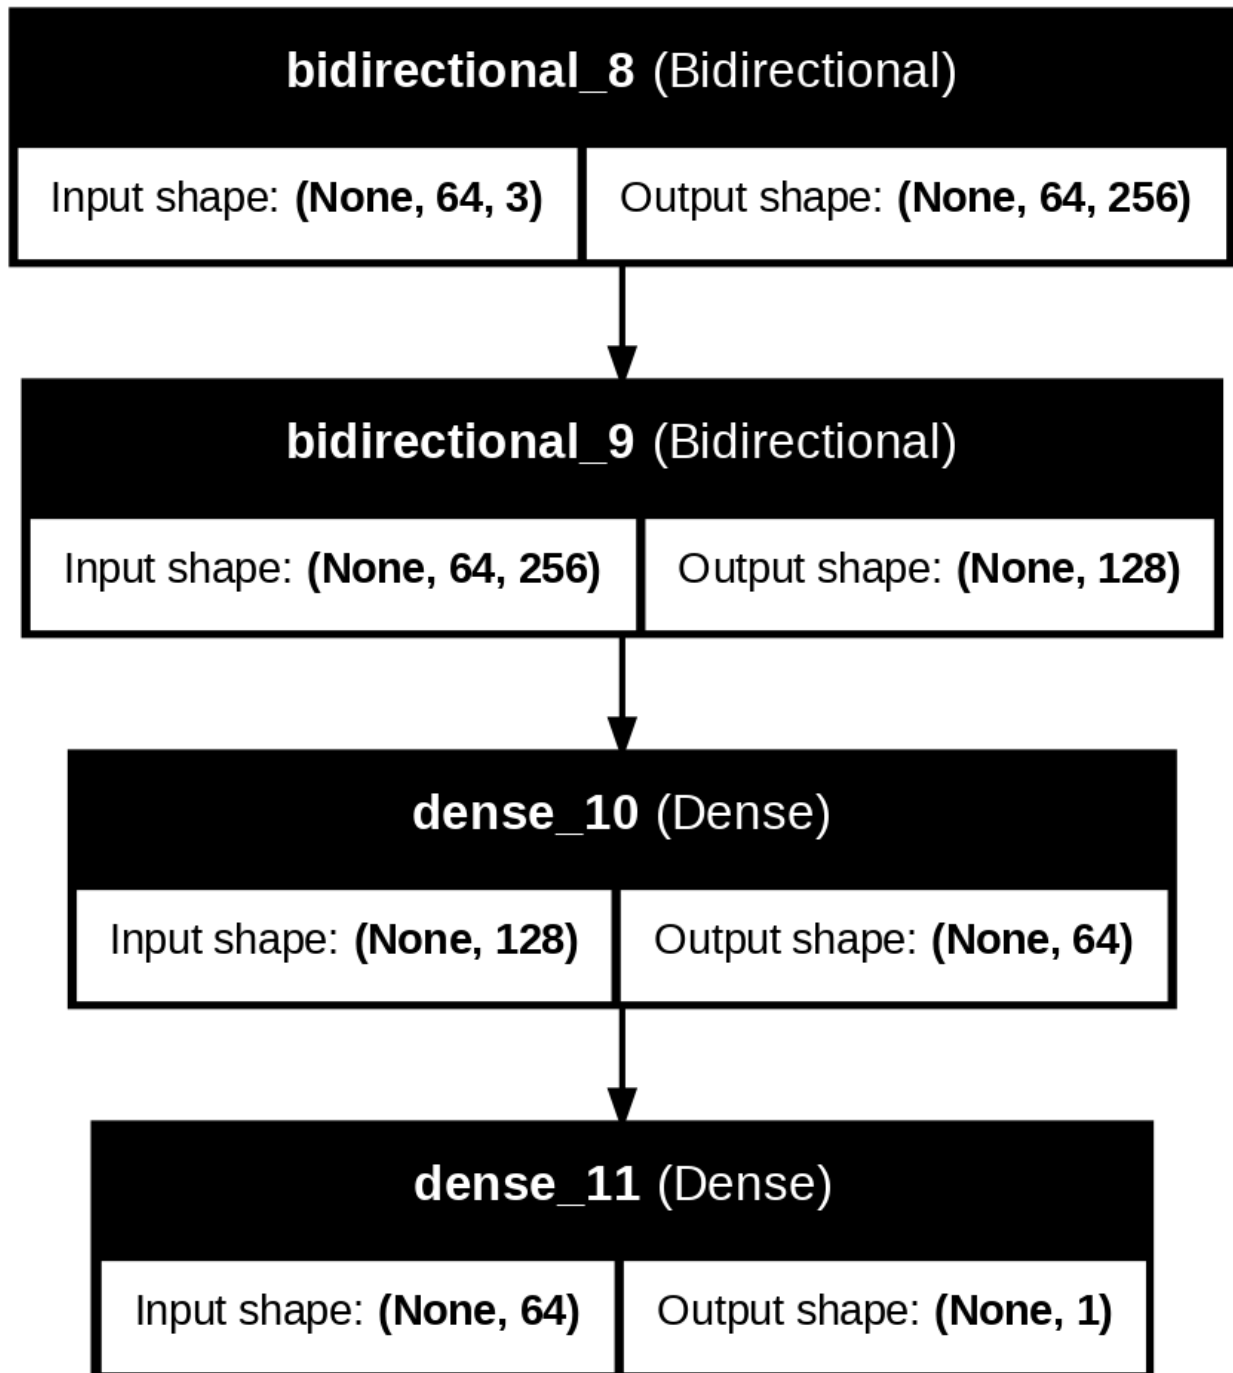 bidirectional_8 (Bidirectional)
Input shape: (None, 64, 3)
Output shape: (None, 64, 256)
bidirectional_9 (Bidirectional)
Input shape: (None, 64, 256)
Output shape: (None, 128)
dense_10 (Dense)
Input shape: (None, 128)
Output shape: (None, 64)
dense_11 (Dense)
Input shape: (None, 64)
Output shape: (None, 1)